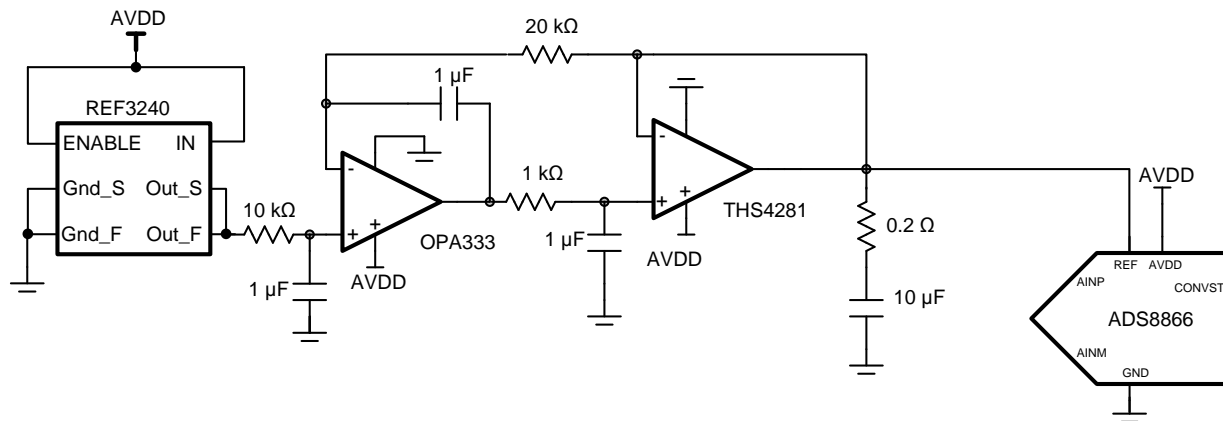 AVDD
20 kΩ
1 µF
REF3240
ENABLE IN
Gnd_S Out_S
Gnd_F Out_F
10 kΩ
1 µF
-
+
+
OPA333
AVDD
1 kΩ
1 µF
-
+
+
THS4281
AVDD
0.2 Ω
10 µF
AVDD
REF AVDD
AINP
CONVST
ADS8866
AINM
GND